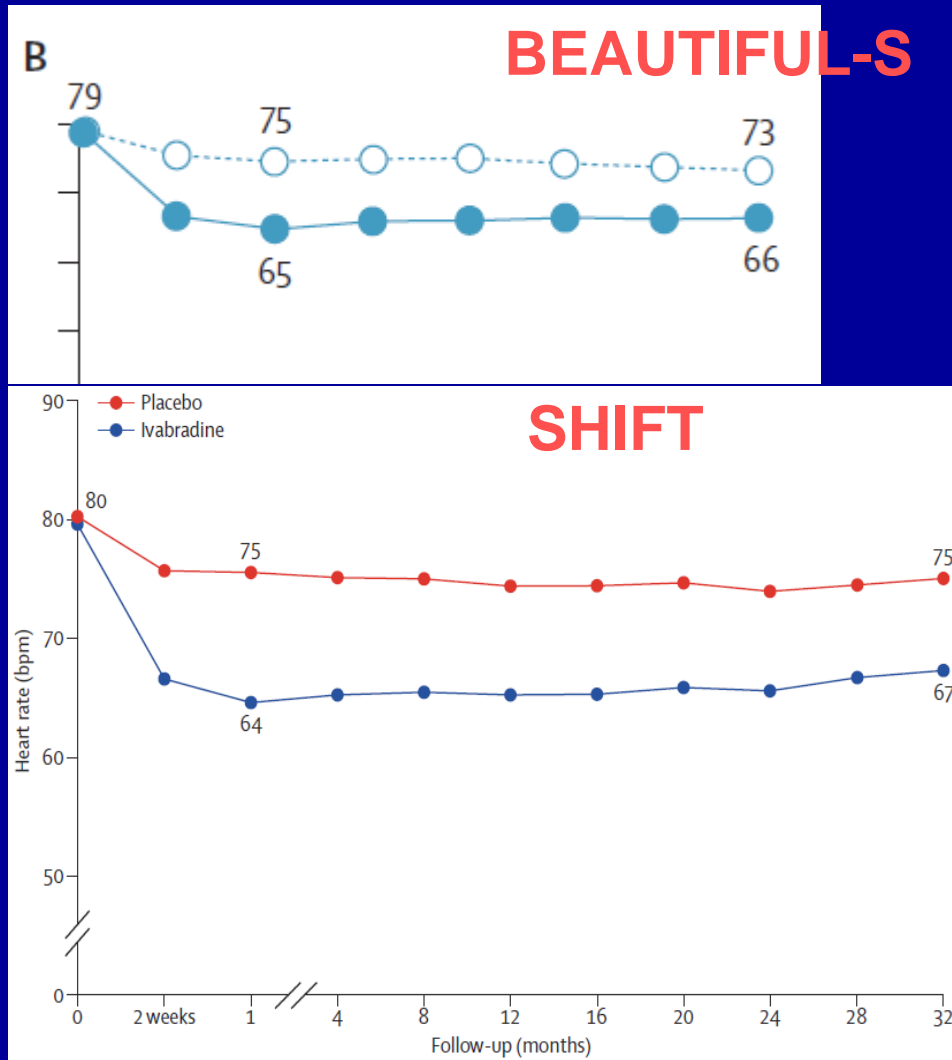 B
BEAUTIFUL-S
79
75
73
65
66
SHIFT
Placebo
Ivabradine
90
80
70
60
50
0
Heart rate (bpm)
80
75
75
64
67
0 2 weeks 1 4 8 12 16 20 24 28 32
Follow-up (months)